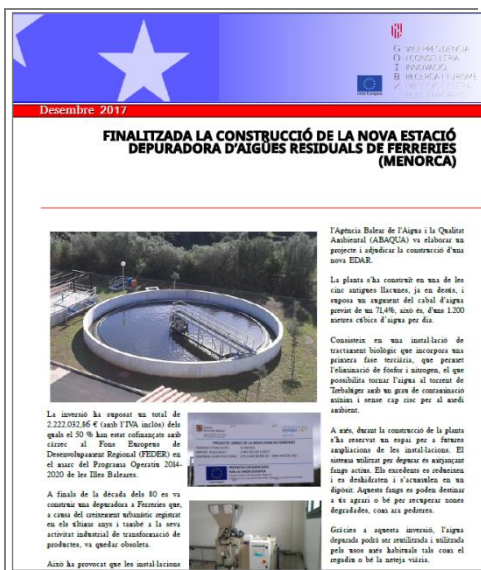 G VICEPRESIDÈNCIA
O I CONSELLERIA
I INNOVACIÓ
B RECERCA I TURISME
Unió Europea
Desembre 2017
FINALITZADA LA CONSTRUCCIÓ DE LA NOVA ESTACIÓ
DEPURADORA D'AIGÜES RESIDUALS DE FERRERIES
(MENORCA)
La inversió ha suposat un total de
2.222.032,86 € (amb l'IVA inclòs) dels
quals el 50 % han estat cofinançats amb
càrrec al Fons Europeus de
Desenvolupament Regional (FEDER) en
el marc del Programa Operatiu 2014-
2020 de les Illes Balears.
A finals de la dècada dels 80 es va
construir una depuradora a Ferreries que,
a causa del creixement urbanístic registrat
en els últims anys i també a la seva
activitat industrial de transformació de
productes, va quedar obsoleta.
Això ha provocat que les instal·lacions
l'Agència Balear de l'Aigua i la Qualitat
Ambiental (ABAQUA) va elaborar un
projecte i adjudicar la construcció d'una
nova EDAR.
La planta s'ha construït en una de les
cinc antigues llacunes, ja en desús, i
suposa un augment del cabal d'aigua
previst de un 71,4%, això és, d'uns 1.200
metres cúbics d'aigua per dia.
Consisteix en una instal·lació de
tractament biològic que incorpora una
primera fase terciària, que permet
l'eliminació de fòsfor i nitrogen, el que
possibilita tornar l'aigua al torrent de
Trebalúger amb un grau de contaminació
mínim i sense cap risc per al medi
ambient.
A més, durant la construcció de la planta
s'ha reservat un espai per a futures
ampliacions de les instal·lacions. El
sistema utilitzat per depurar és mitjançant
fangs actius. Els excedents es redueixen
i es deshidraten i s'acumulen en un
dipòsit. Aquests fangs es poden destinar
a ús agrari o bé per recuperar zones
degradades, com ara pedreres.
Gràcies a aquesta inversió, l'aigua
depurada podrà ser reutilitzada i utilitzada
pels usos més habituals tals com el
regadiu o bé la neteja viària.